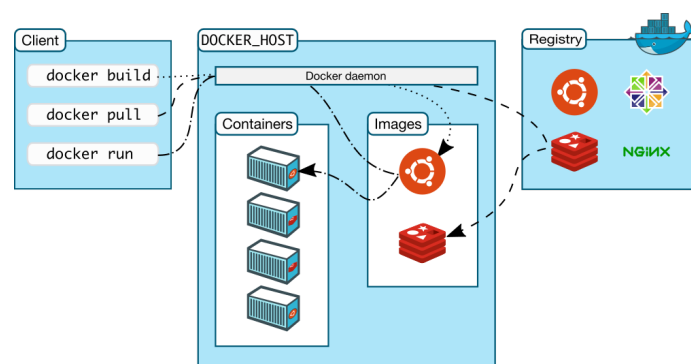 Client
docker build
docker pull
docker run
DOCKER_HOST
Docker daemon
Containers
Images
Registry
NGiNX